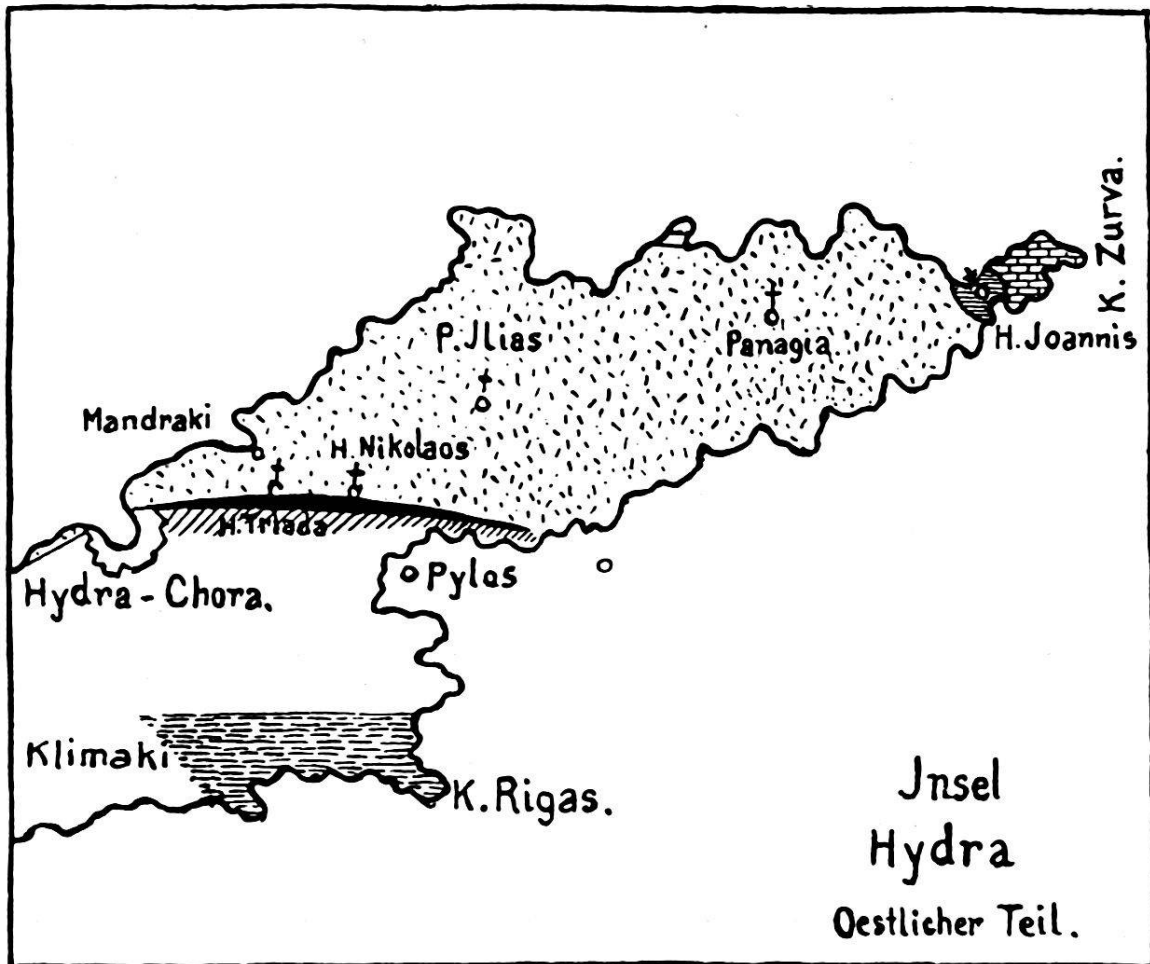 K. Zurva.
P. Jlias
Panagia
H. Joannis
Mandraki
H. Nikolaos
H. Triada
Hydra - Chora.
Pylos
Klimaki
K. Rigas.
Jnsel
Hydra
Oestlicher Teil.